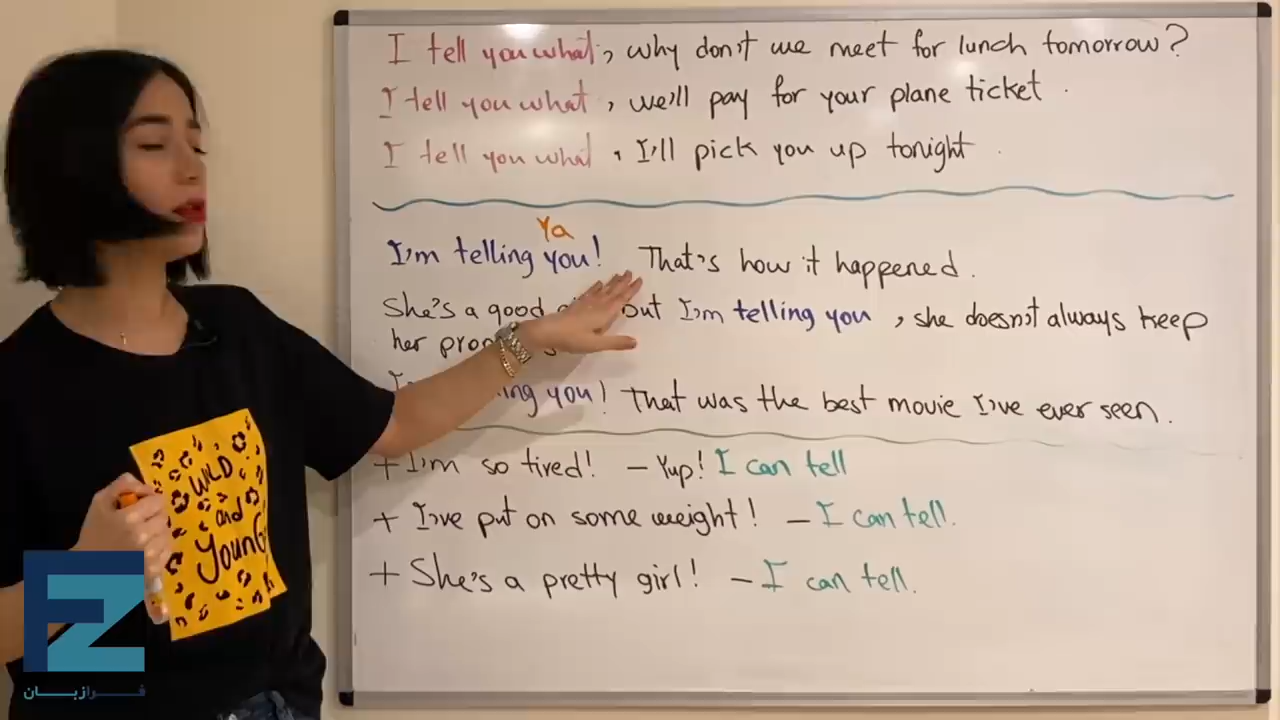 I tell you what, why don't we meet for lunch tomorrow?
I tell you what, we'll pay for your plane ticket.
I tell you what, I'll pick you up tonight.
Ya
I'm telling you! That's how it happened.
She's a good but I'm telling you, she doesn't always keep
her
you! That was the best movie I've ever seen.
+ I'm so tired! – Yup! I can tell
+ I've put on some weight! – I can tell.
+ She's a pretty girl! – I can tell.
WILD
and
YOUNG
FZ
فرازبان